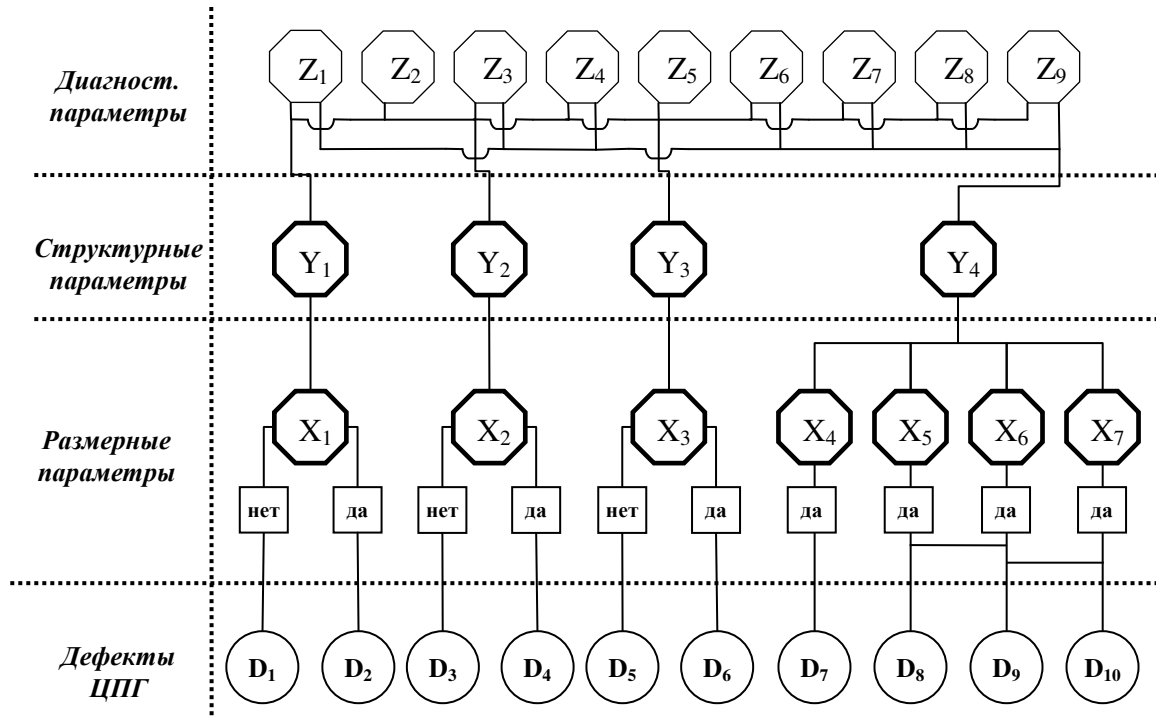 Диагност.
параметры
Z₁ Z₂ Z₃ Z₄ Z₅ Z₆ Z₇ Z₈ Z₉
Структурные
параметры
Y₁ Y₂ Y₃ Y₄
Размерные
параметры
X₁ X₂ X₃ X₄ X₅ X₆ X₇
нет да нет да нет да да да да да
Дефекты
ЦПГ
D₁ D₂ D₃ D₄ D₅ D₆ D₇ D₈ D₉ D₁₀